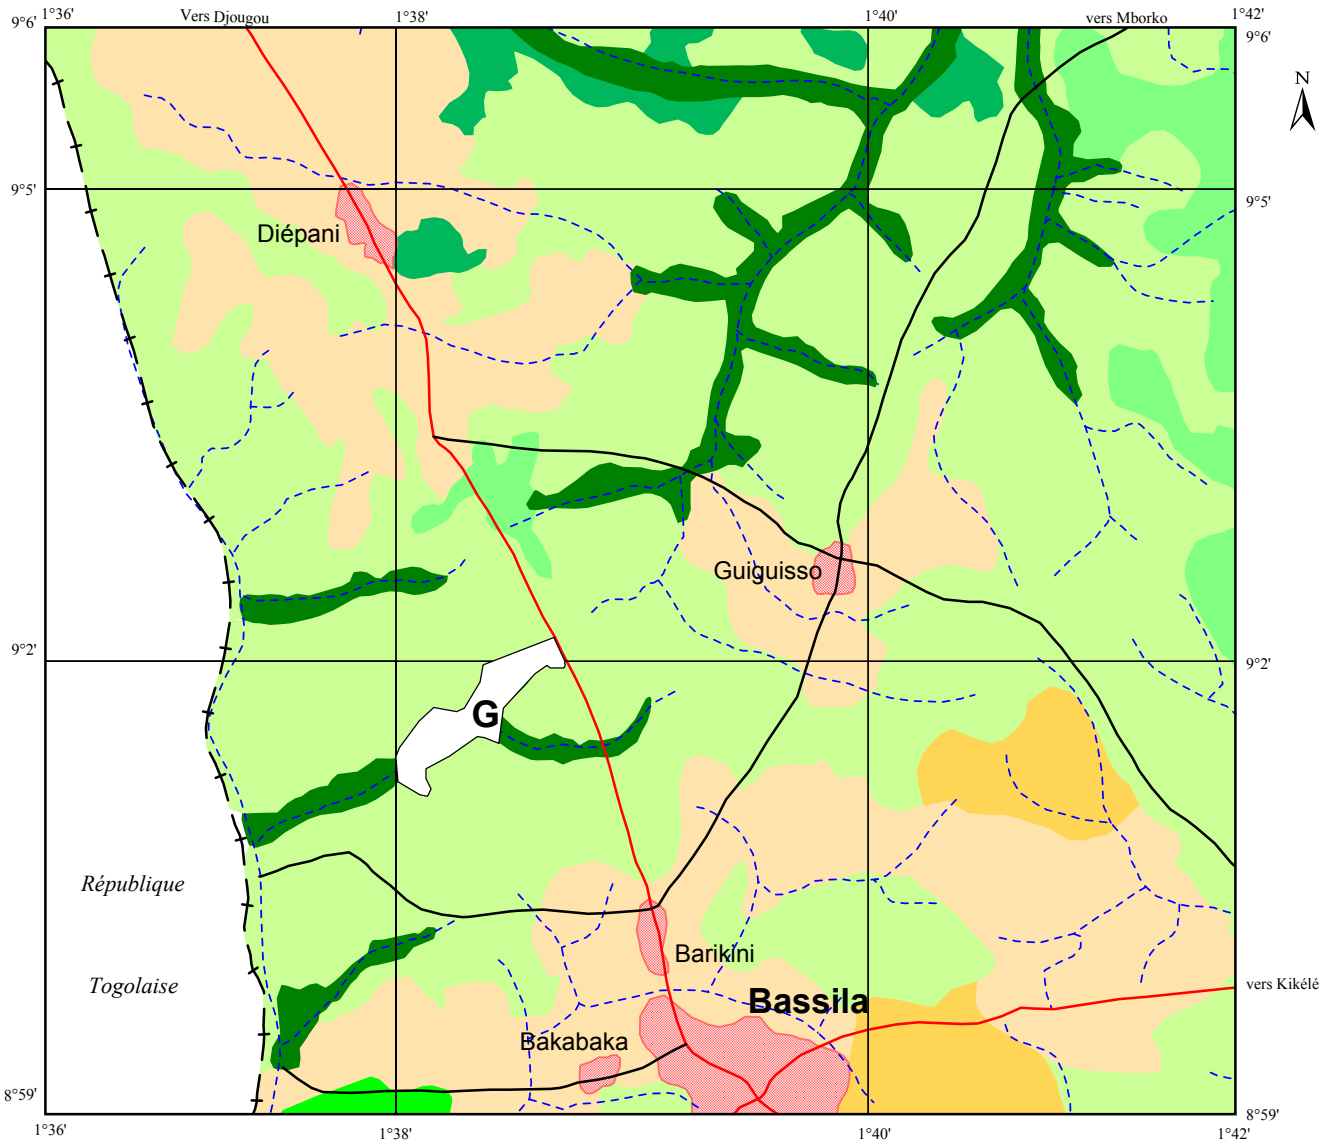 1°36'
Vers Djougou
1°38'
1°40'
vers Mborko
1°42'
9°6'
9°6'
N
9°5'
9°5'
Diépani
Guiguisso
9°2'
9°2'
G
République
Togolaise
Barikini
Bassila
vers Kikélé
Bakabaka
8°59'
8°59'
1°36'
1°38'
1°40'
1°42'